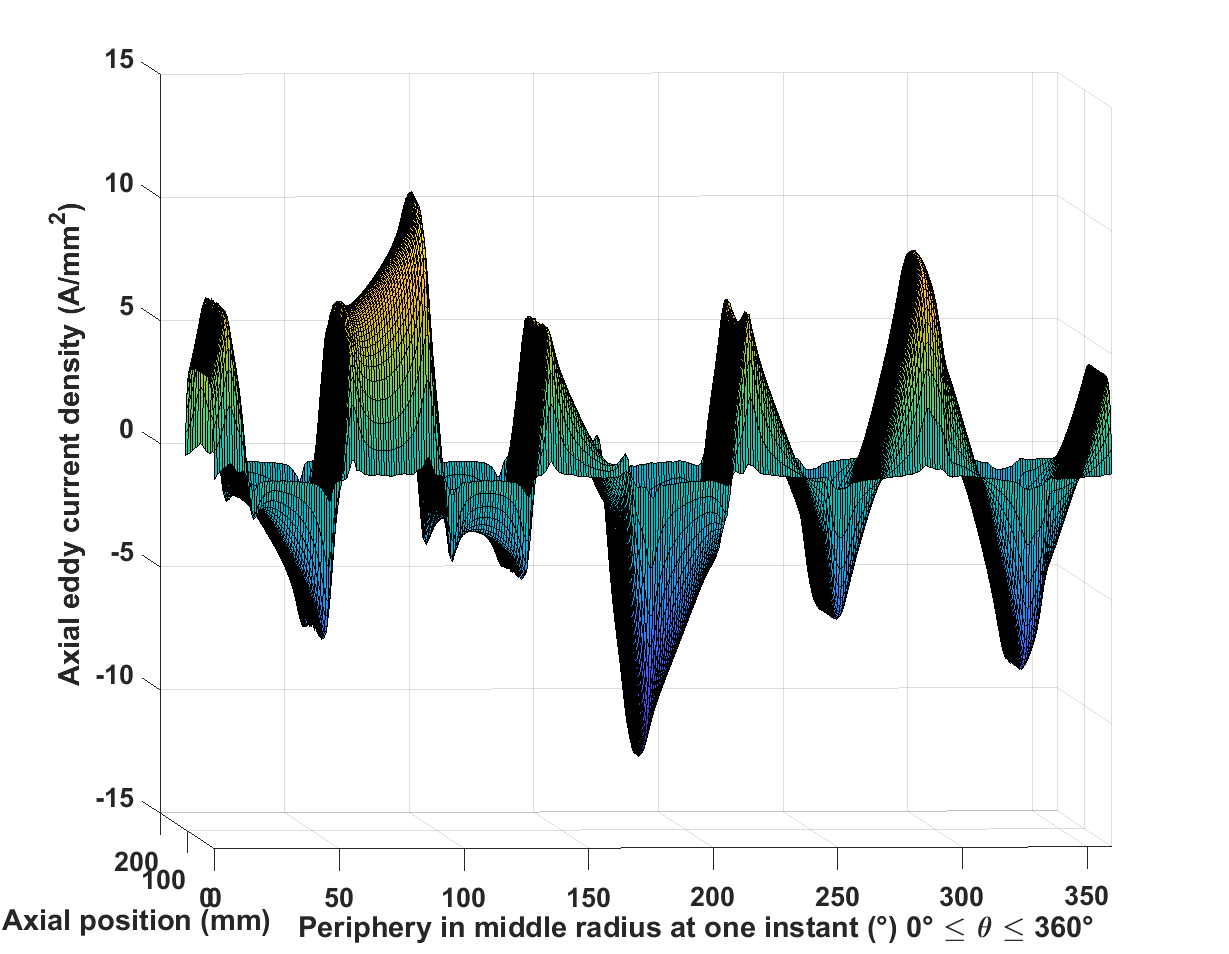 15
10
5
0
-5
-10
-15
Axial eddy current density (A/mm²)
200
100
0
0 50 100 150 200 250 300 350
Axial position (mm)
Periphery in middle radius at one instant (°) 0° ≤ θ ≤ 360°